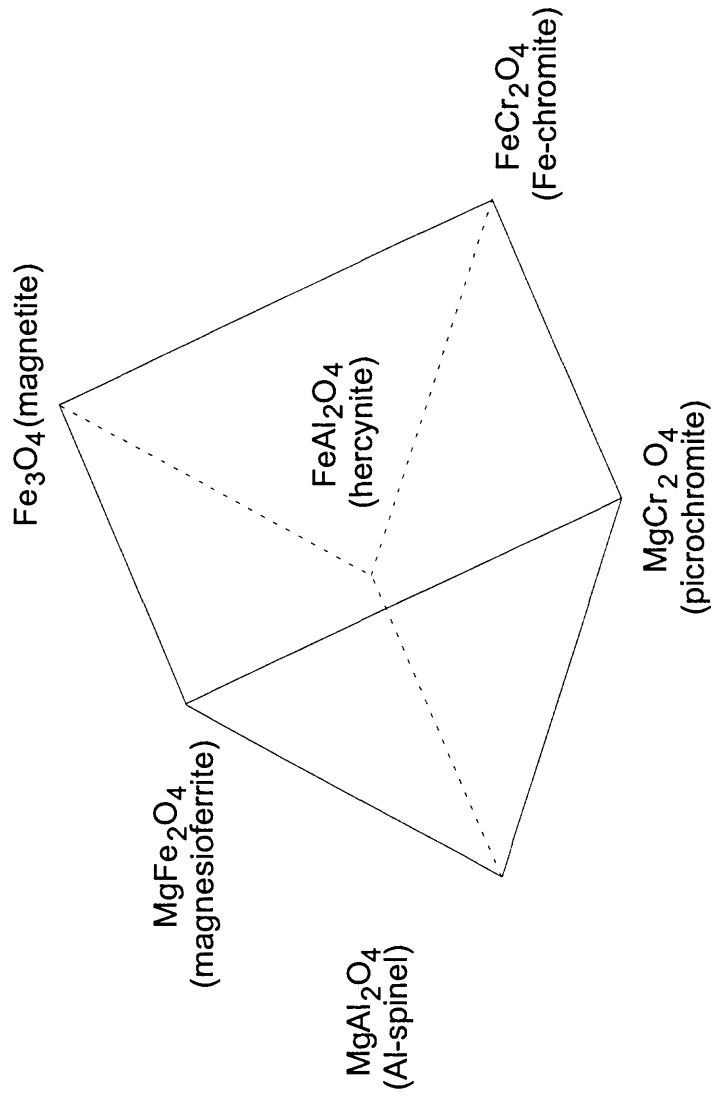 Fe3O4 (magnetite)
FeCr2O4
(Fe-chromite)
FeAl2O4
(hercynite)
MgFe2O4
(magnesioferrite)
MgCr2O4
(picrochromite)
MgAl2O4
(Al-spinel)